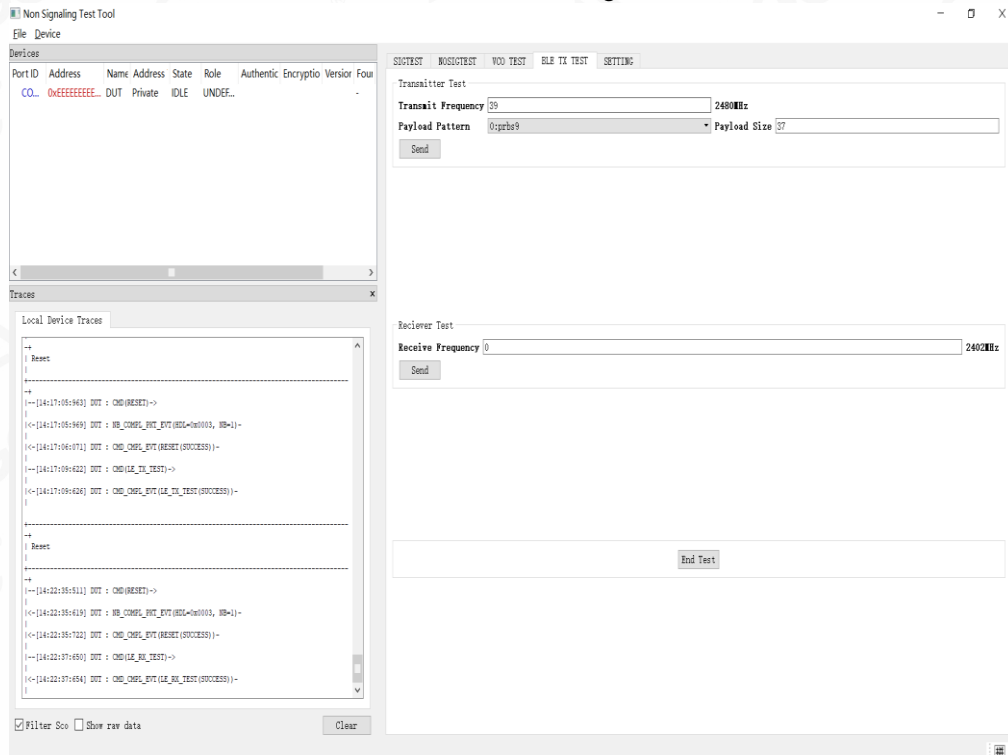 Non Signaling Test Tool
File Device
Devices
Port ID Address Name Address State Role Authentic Encryptio Version Four
CO... 0xEEEEEEEEE... DUT Private IDLE UNDEF... -
Traces
Local Device Traces
-+
| Reset
|
+------------------------------------------------------------------------------
-+
|--[14:17:05:963] DUT : CMD(RESET)->
|
|<-[14:17:05:969] DUT : NB_COMPL_PKT_EVT(HDL=0x0003, NB=1)-
|
|<-[14:17:06:071] DUT : CMD_CMPL_EVT(RESET(SUCCESS))-
|
|--[14:17:09:622] DUT : CMD(LE_TX_TEST)->
|
|<-[14:17:09:626] DUT : CMD_CMPL_EVT(LE_TX_TEST(SUCCESS))-
|
+------------------------------------------------------------------------------
-+
| Reset
|
+------------------------------------------------------------------------------
-+
|--[14:22:35:511] DUT : CMD(RESET)->
|
|<-[14:22:35:619] DUT : NB_COMPL_PKT_EVT(HDL=0x0003, NB=1)-
|
|<-[14:22:35:722] DUT : CMD_CMPL_EVT(RESET(SUCCESS))-
|
|--[14:22:37:650] DUT : CMD(LE_RX_TEST)->
|
|<-[14:22:37:654] DUT : CMD_CMPL_EVT(LE_RX_TEST(SUCCESS))-
|
Filter Sco Show raw data Clear
SIGTEST NOSIGTEST VCO TEST BLE TX TEST SETTING
Transmitter Test
Transmit Frequency 39 2480MHz
Payload Pattern 0:prbs9 Payload Size 37
Send
Reciever Test
Receive Frequency 0 2402MHz
Send
End Test